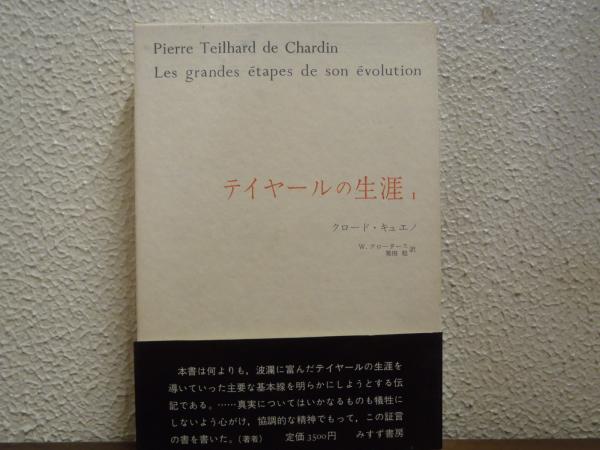 Pierre Teilhard de Chardin
Les grandes étapes de son évolution
テイヤールの生涯 I
クロード・キュエノ
W. グロータース
訳
本書は何よりも，波瀾に富んだテイヤールの生涯を
導いていった主要な基本線を明らかにしようとする伝
記である。……真実についてはいかなるものも犠牲に
しないよう心がけ，協調的な精神でもって，この証言
の書を書いた。（著者） 定価3500円 みすず書房